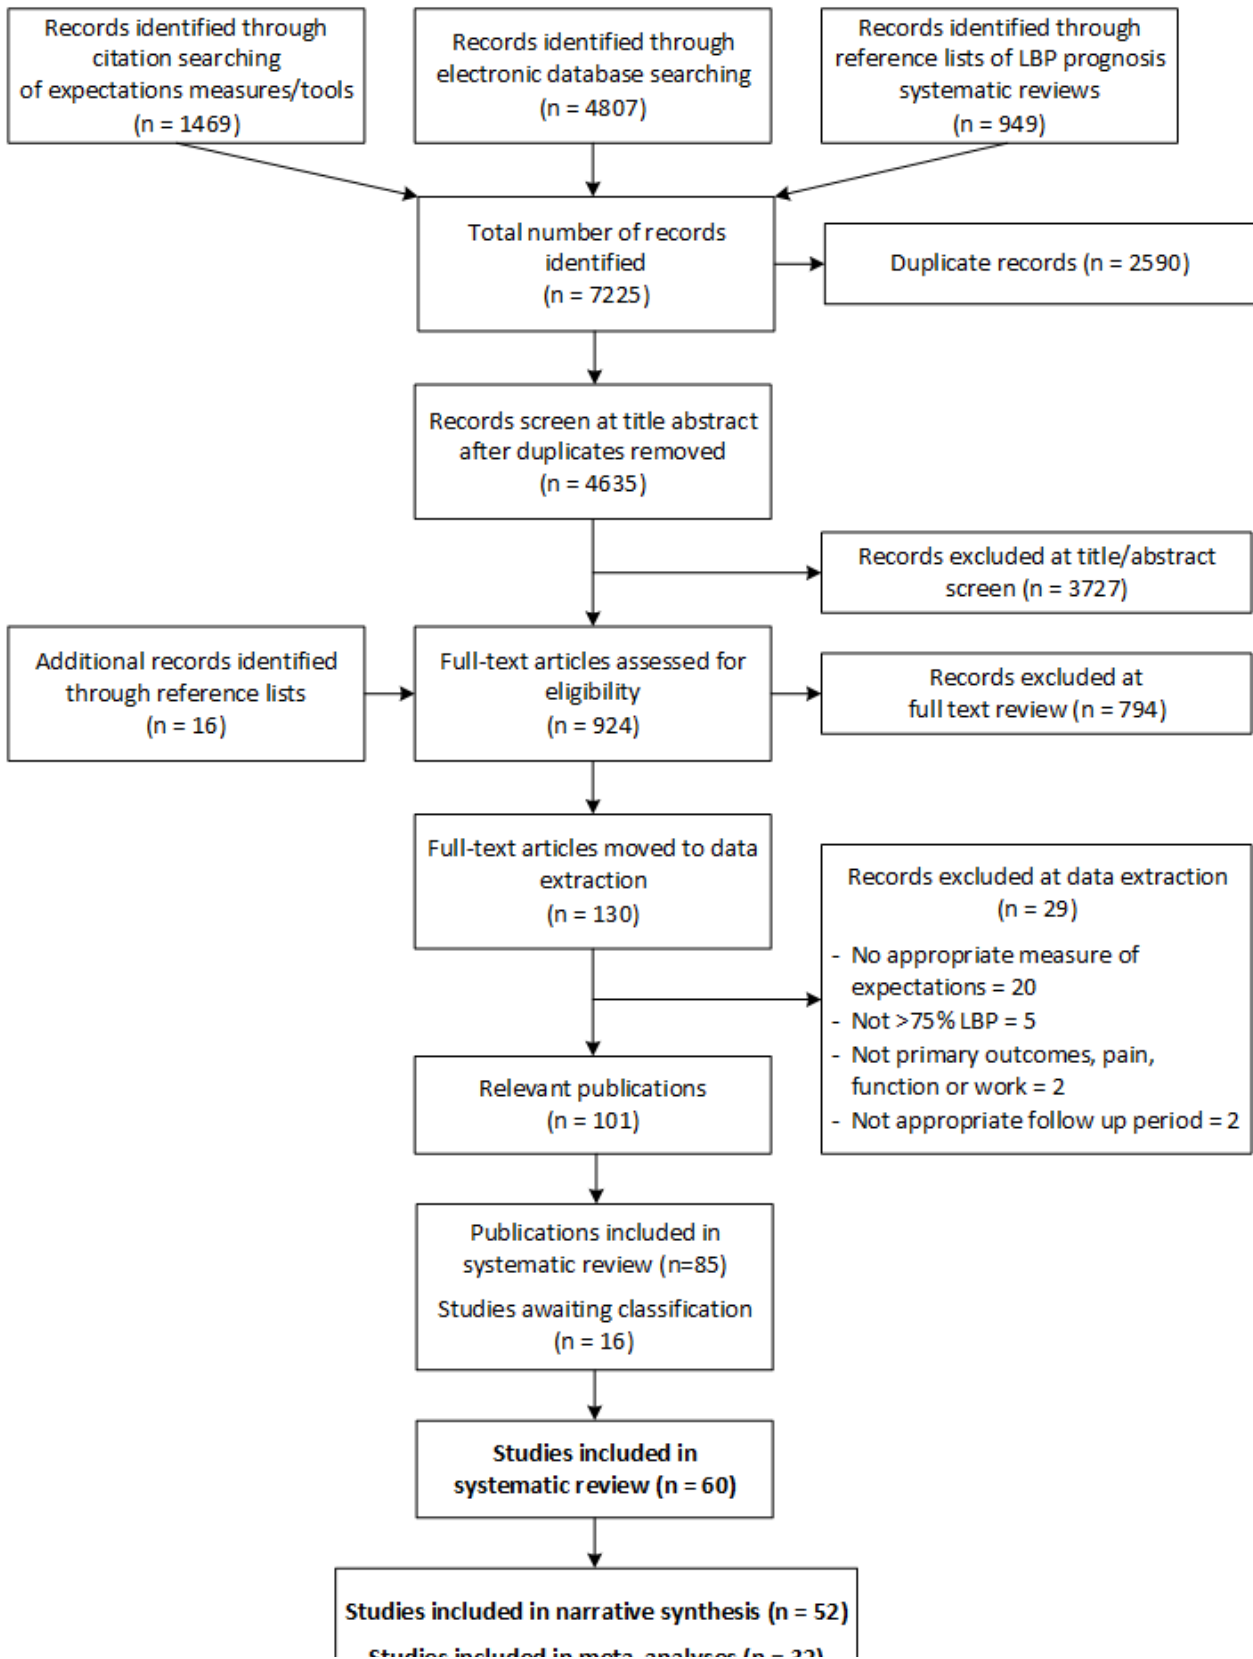 Records identified through
citation searching
of expectations measures/tools
(n = 1469)
Records identified through
electronic database searching
(n = 4807)
Records identified through
reference lists of LBP prognosis
systematic reviews
(n = 949)
Total number of records
identified
(n = 7225)
Duplicate records (n = 2590)
Records screen at title abstract
after duplicates removed
(n = 4635)
Records excluded at title/abstract
screen (n = 3727)
Additional records identified
through reference lists
(n = 16)
Full-text articles assessed for
eligibility
(n = 924)
Records excluded at
full text review (n = 794)
Full-text articles moved to data
extraction
(n = 130)
Records excluded at data extraction
(n = 29)
- No appropriate measure of
expectations = 20
- Not >75% LBP = 5
- Not primary outcomes, pain,
function or work = 2
- Not appropriate follow up period = 2
Relevant publications
(n = 101)
Publications included in
systematic review (n=85)
Studies awaiting classification
(n = 16)
Studies included in
systematic review (n = 60)
Studies included in narrative synthesis (n = 52)
Studies included in meta-analyses (n = 32)